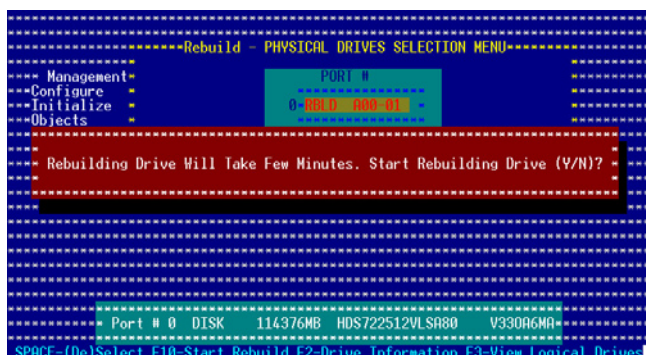 Rebuild - PHYSICAL DRIVES SELECTION MENU
Management
PORT #
Configure
Initialize
0 RBLD A00-01
Objects
Rebuilding Drive Will Take Few Minutes. Start Rebuilding Drive (Y/N)?
Port # 0 DISK 114376MB HDS722512VLSA80 V33OA6MA
SPACE-(De)Select F10-Start Rebuild F2-Drive Information F3-View Logical Drives